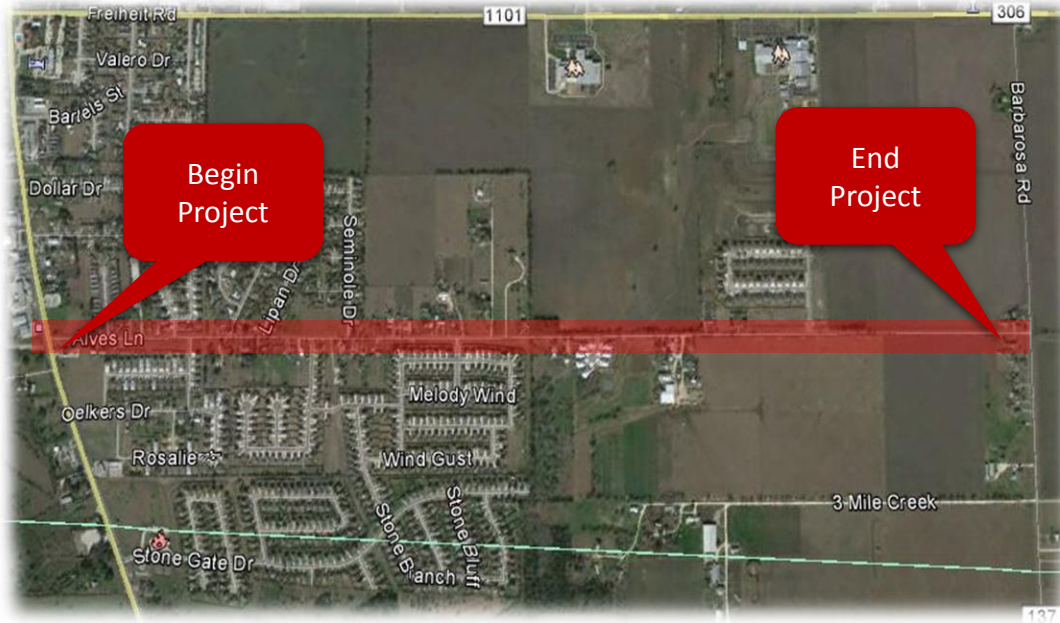 Freiheit Rd
1101
306
Valero Dr
Bartels St
Barbarosa Rd
Begin
Project
End
Project
Dollar Dr
Seminole Dr
Lipan Dr
Alves Ln
Melody Wind
Oelkers Dr
Rosalie
Wind Gust
Stone Bluff
3 Mile Creek
Stone Branch
Stone Gate Dr
137